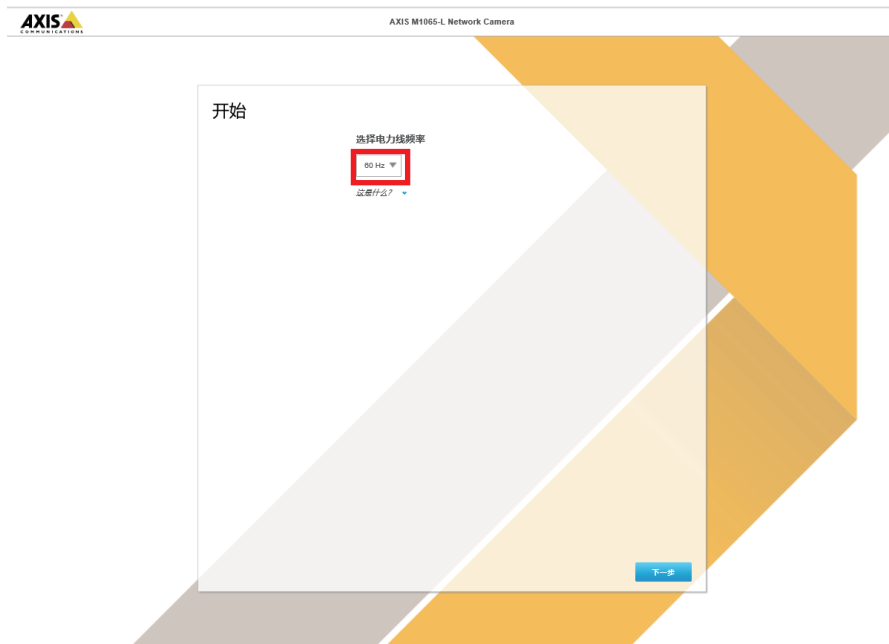 AXIS
COMMUNICATIONS
AXIS M1065-L Network Camera
开始
选择电力线频率
60 Hz
这是什么?
下一步